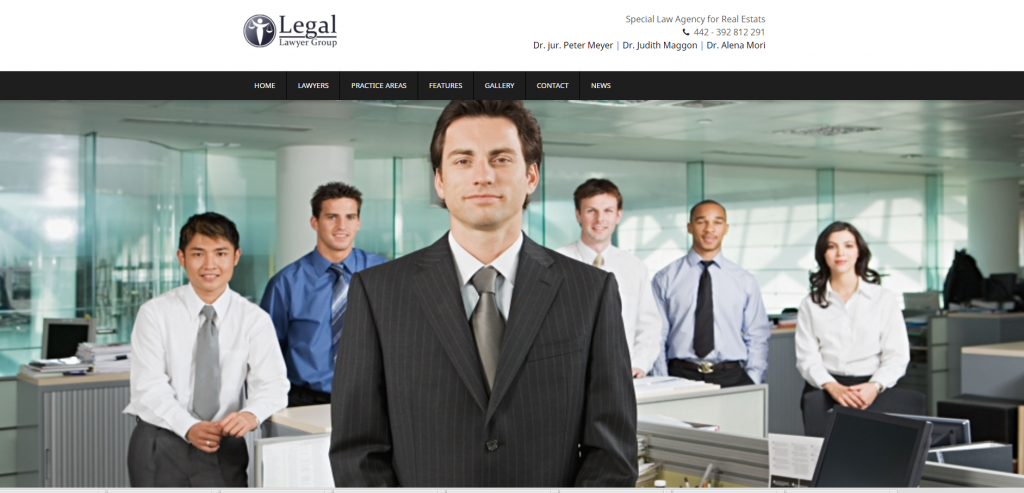 Legal
Lawyer Group
Special Law Agency for Real Estats
442 - 392 812 291
Dr. jur. Peter Meyer | Dr. Judith Maggon | Dr. Alena Mori
HOME LAWYERS PRACTICE AREAS FEATURES GALLERY CONTACT NEWS